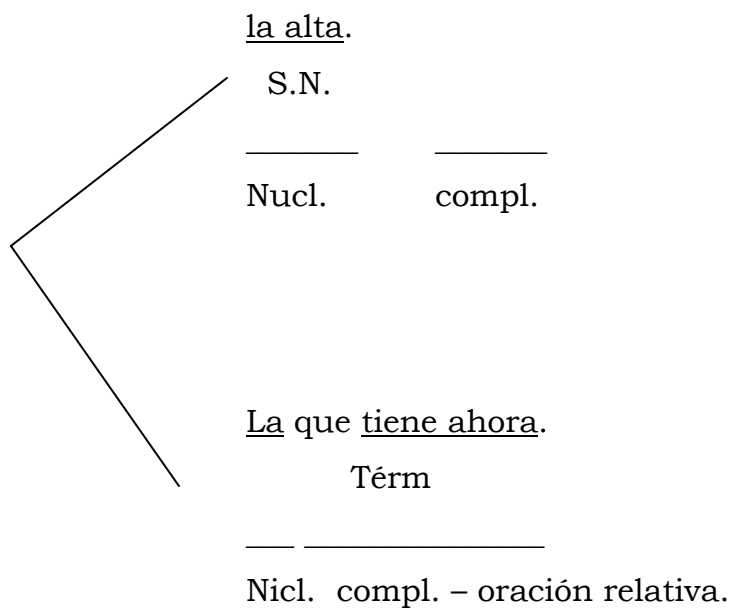 la alta.
S.N.
Nucl. compl.
La que tiene ahora.
Térm
Nicl. compl. – oración relativa.